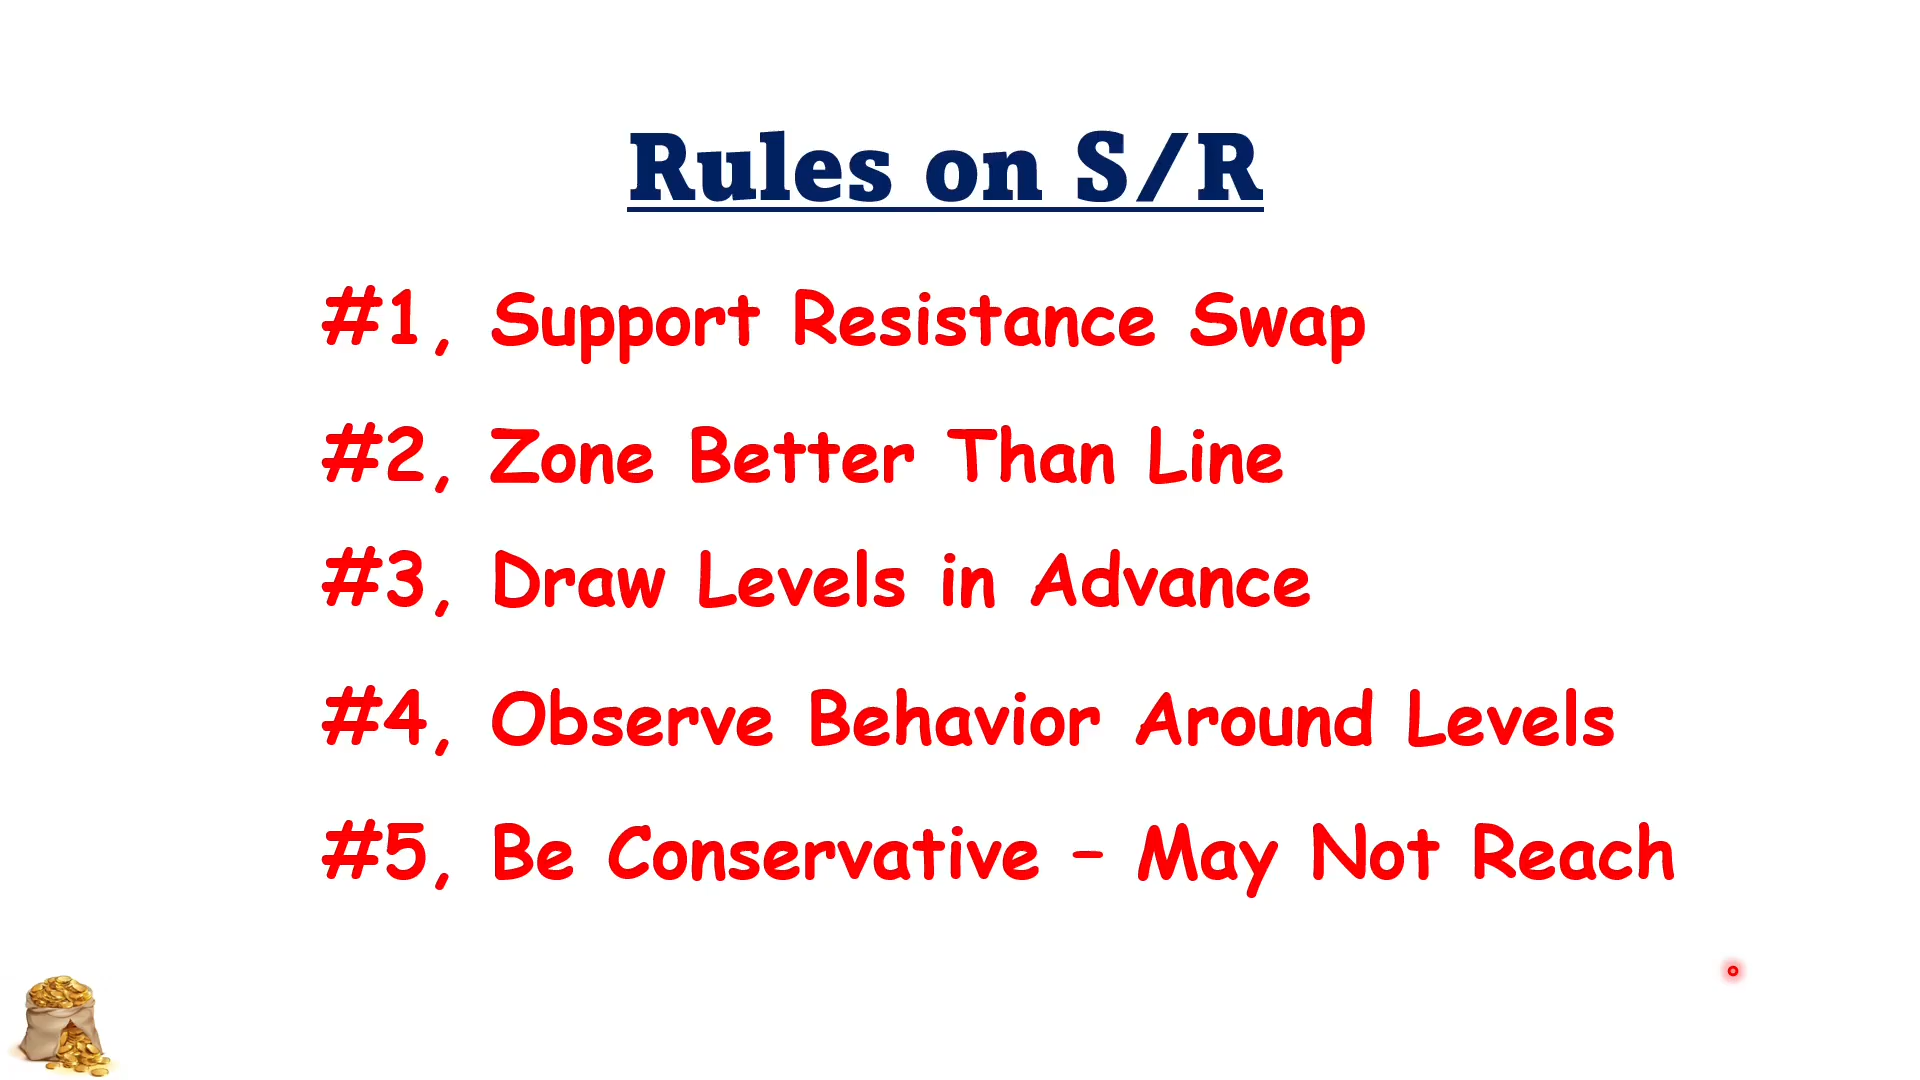 Rules on S/R
#1, Support Resistance Swap
#2, Zone Better Than Line
#3, Draw Levels in Advance
#4, Observe Behavior Around Levels
#5, Be Conservative – May Not Reach